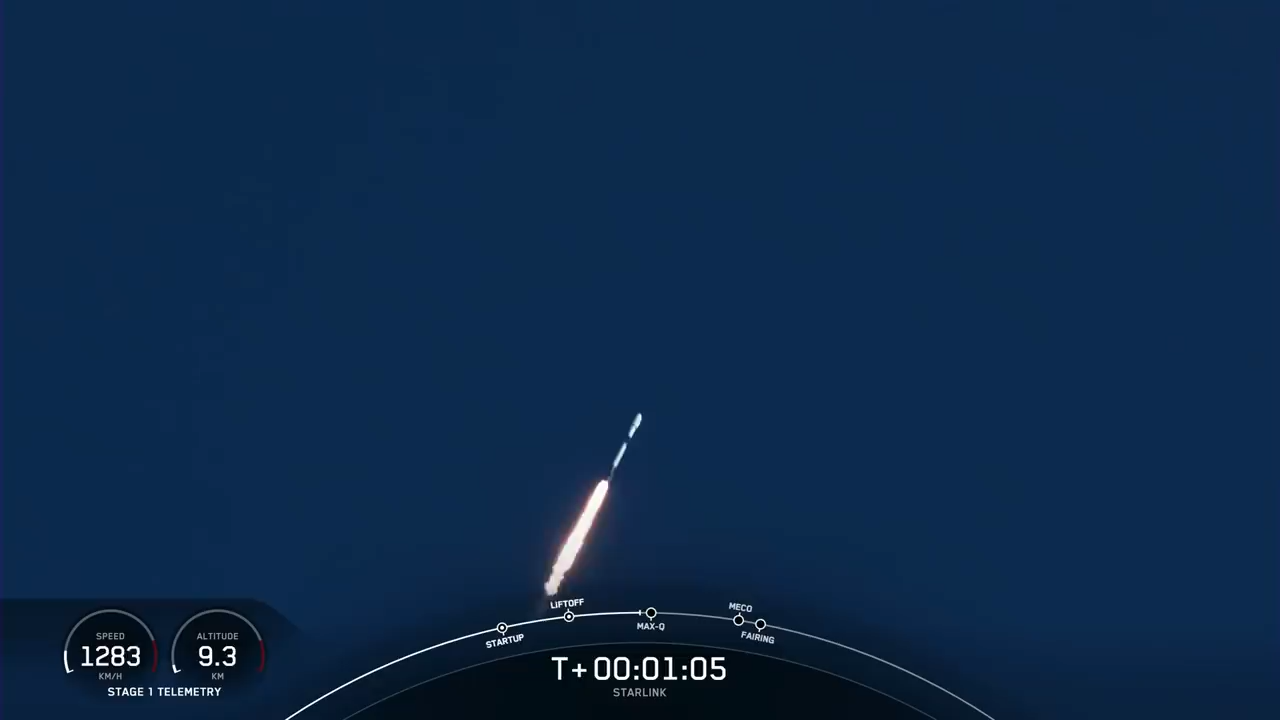 LIFTOFF
MECO
STARTUP
MAX-Q
FAIRING
SPEED
1283
KM/H
ALTITUDE
9.3
KM
STAGE 1 TELEMETRY
T+00:01:05
STARLINK